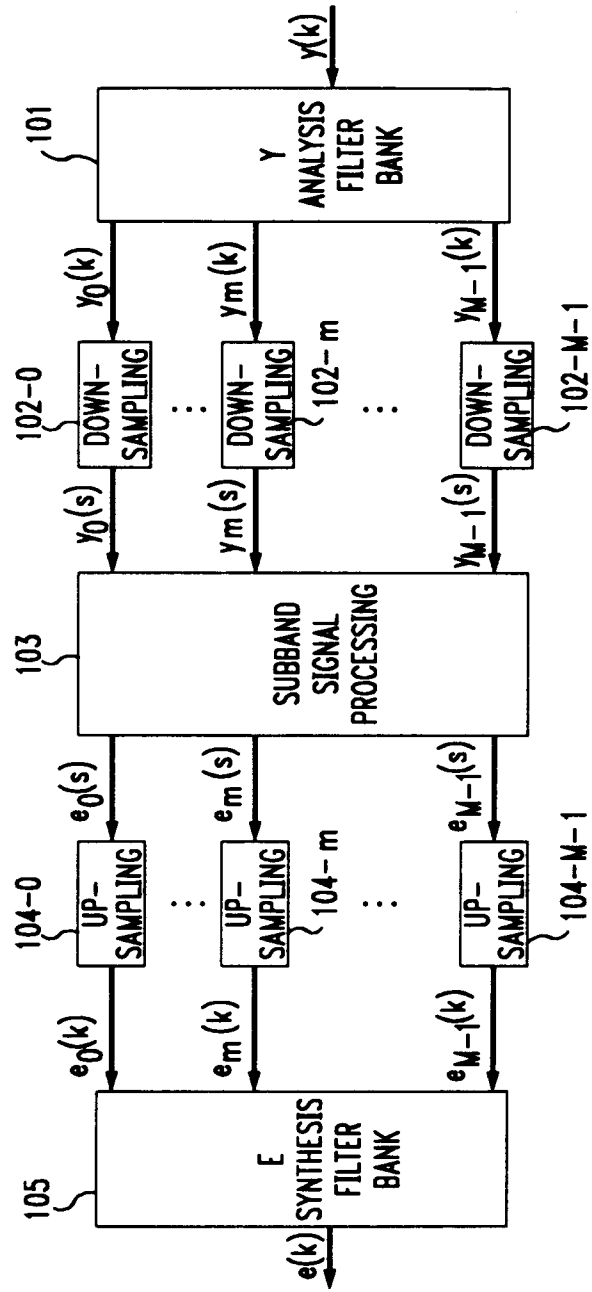 105
E
SYNTHESIS
FILTER
BANK
e(k)
e0(k)
em(k)
eM−1(k)
104-0
UP-
SAMPLING
...
UP-
SAMPLING
104-m
...
UP-
SAMPLING
104-M-1
e0(s)
em(s)
eM−1(s)
103
SUBBAND
SIGNAL
PROCESSING
y0(s)
ym(s)
yM−1(s)
102-0
DOWN-
SAMPLING
...
DOWN-
SAMPLING
102-m
...
DOWN-
SAMPLING
102-M-1
y0(k)
ym(k)
yM−1(k)
101
Y
ANALYSIS
FILTER
BANK
y(k)